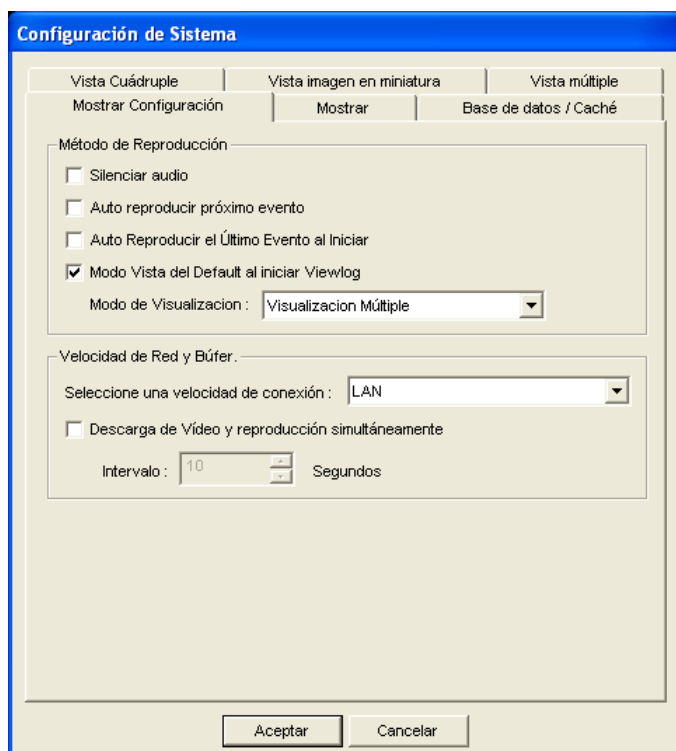 Configuración de Sistema
Vista Cuádruple
Vista imagen en miniatura
Vista múltiple
Mostrar Configuración
Mostrar
Base de datos / Caché
Método de Reproducción
Silenciar audio
Auto reproducir próximo evento
Auto Reproducir el Último Evento al Iniciar
Modo Vista del Default al iniciar Viewlog
Modo de Visualizacion : Visualizacion Múltiple
Velocidad de Red y Búfer.
Seleccione una velocidad de conexión : LAN
Descarga de Vídeo y reproducción simultáneamente
Intervalo : 10 Segundos
Aceptar
Cancelar